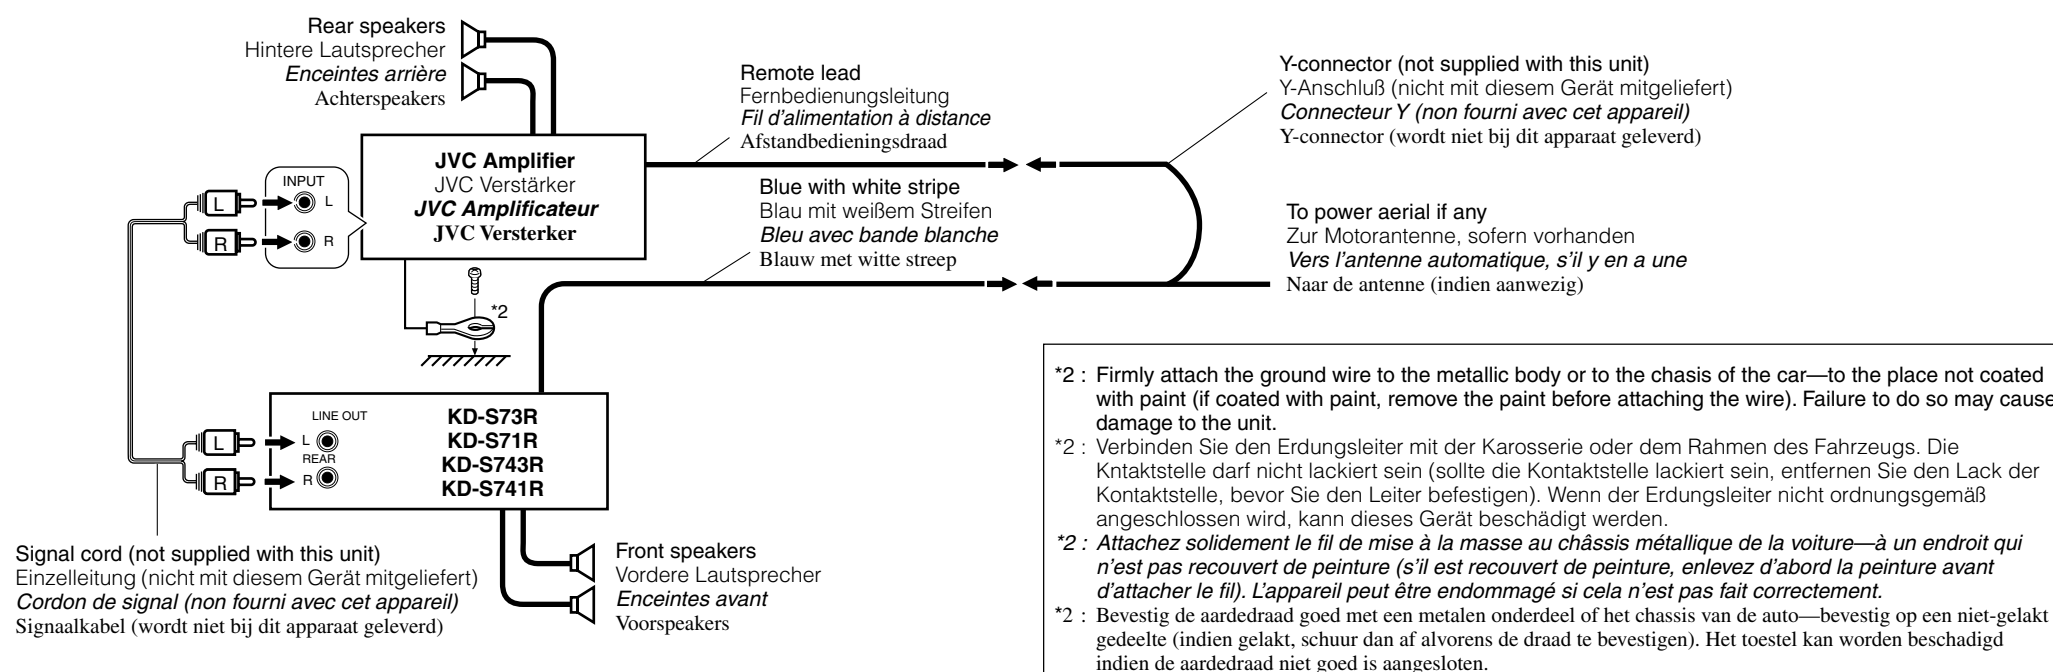 Rear speakers
Hintere Lautsprecher
Enceintes arrière
Achterspeakers
Remote lead
Fernbedienungsleitung
Fil d'alimentation à distance
Afstandbedieningsdraad
Y-connector (not supplied with this unit)
Y-Anschluß (nicht mit diesem Gerät mitgeliefert)
Connecteur Y (non fourni avec cet appareil)
Y-connector (wordt niet bij dit apparaat geleverd)
JVC Amplifier
JVC Verstärker
JVC Amplificateur
JVC Versterker
INPUT
L
L
R
R
Blue with white stripe
Blau mit weißem Streifen
Bleu avec bande blanche
Blauw met witte streep
To power aerial if any
Zur Motorantenne, sofern vorhanden
Vers l'antenne automatique, s'il y en a une
Naar de antenne (indien aanwezig)
*2
LINE OUT
L
L
REAR
R
R
KD-S73R
KD-S71R
KD-S743R
KD-S741R
Signal cord (not supplied with this unit)
Einzelleitung (nicht mit diesem Gerät mitgeliefert)
Cordon de signal (non fourni avec cet appareil)
Signaalkabel (wordt niet bij dit apparaat geleverd)
Front speakers
Vordere Lautsprecher
Enceintes avant
Voorspeakers
*2 : Firmly attach the ground wire to the metallic body or to the chasis of the car—to the place not coated
with paint (if coated with paint, remove the paint before attaching the wire). Failure to do so may cause
damage to the unit.
*2 : Verbinden Sie den Erdungsleiter mit der Karosserie oder dem Rahmen des Fahrzeugs. Die
Kntaktstelle darf nicht lackiert sein (sollte die Kontaktstelle lackiert sein, entfernen Sie den Lack der
Kontaktstelle, bevor Sie den Leiter befestigen). Wenn der Erdungsleiter nicht ordnungsgemäß
angeschlossen wird, kann dieses Gerät beschädigt werden.
*2 : Attachez solidement le fil de mise à la masse au châssis métallique de la voiture—à un endroit qui
n'est pas recouvert de peinture (s'il est recouvert de peinture, enlevez d'abord la peinture avant
d'attacher le fil). L'appareil peut être endommagé si cela n'est pas fait correctement.
*2 : Bevestig de aardedraad goed met een metalen onderdeel of het chassis van de auto—bevestig op een niet-gelakt
gedeelte (indien gelakt, schuur dan af alvorens de draad te bevestigen). Het toestel kan worden beschadigd
indien de aardedraad niet goed is aangesloten.